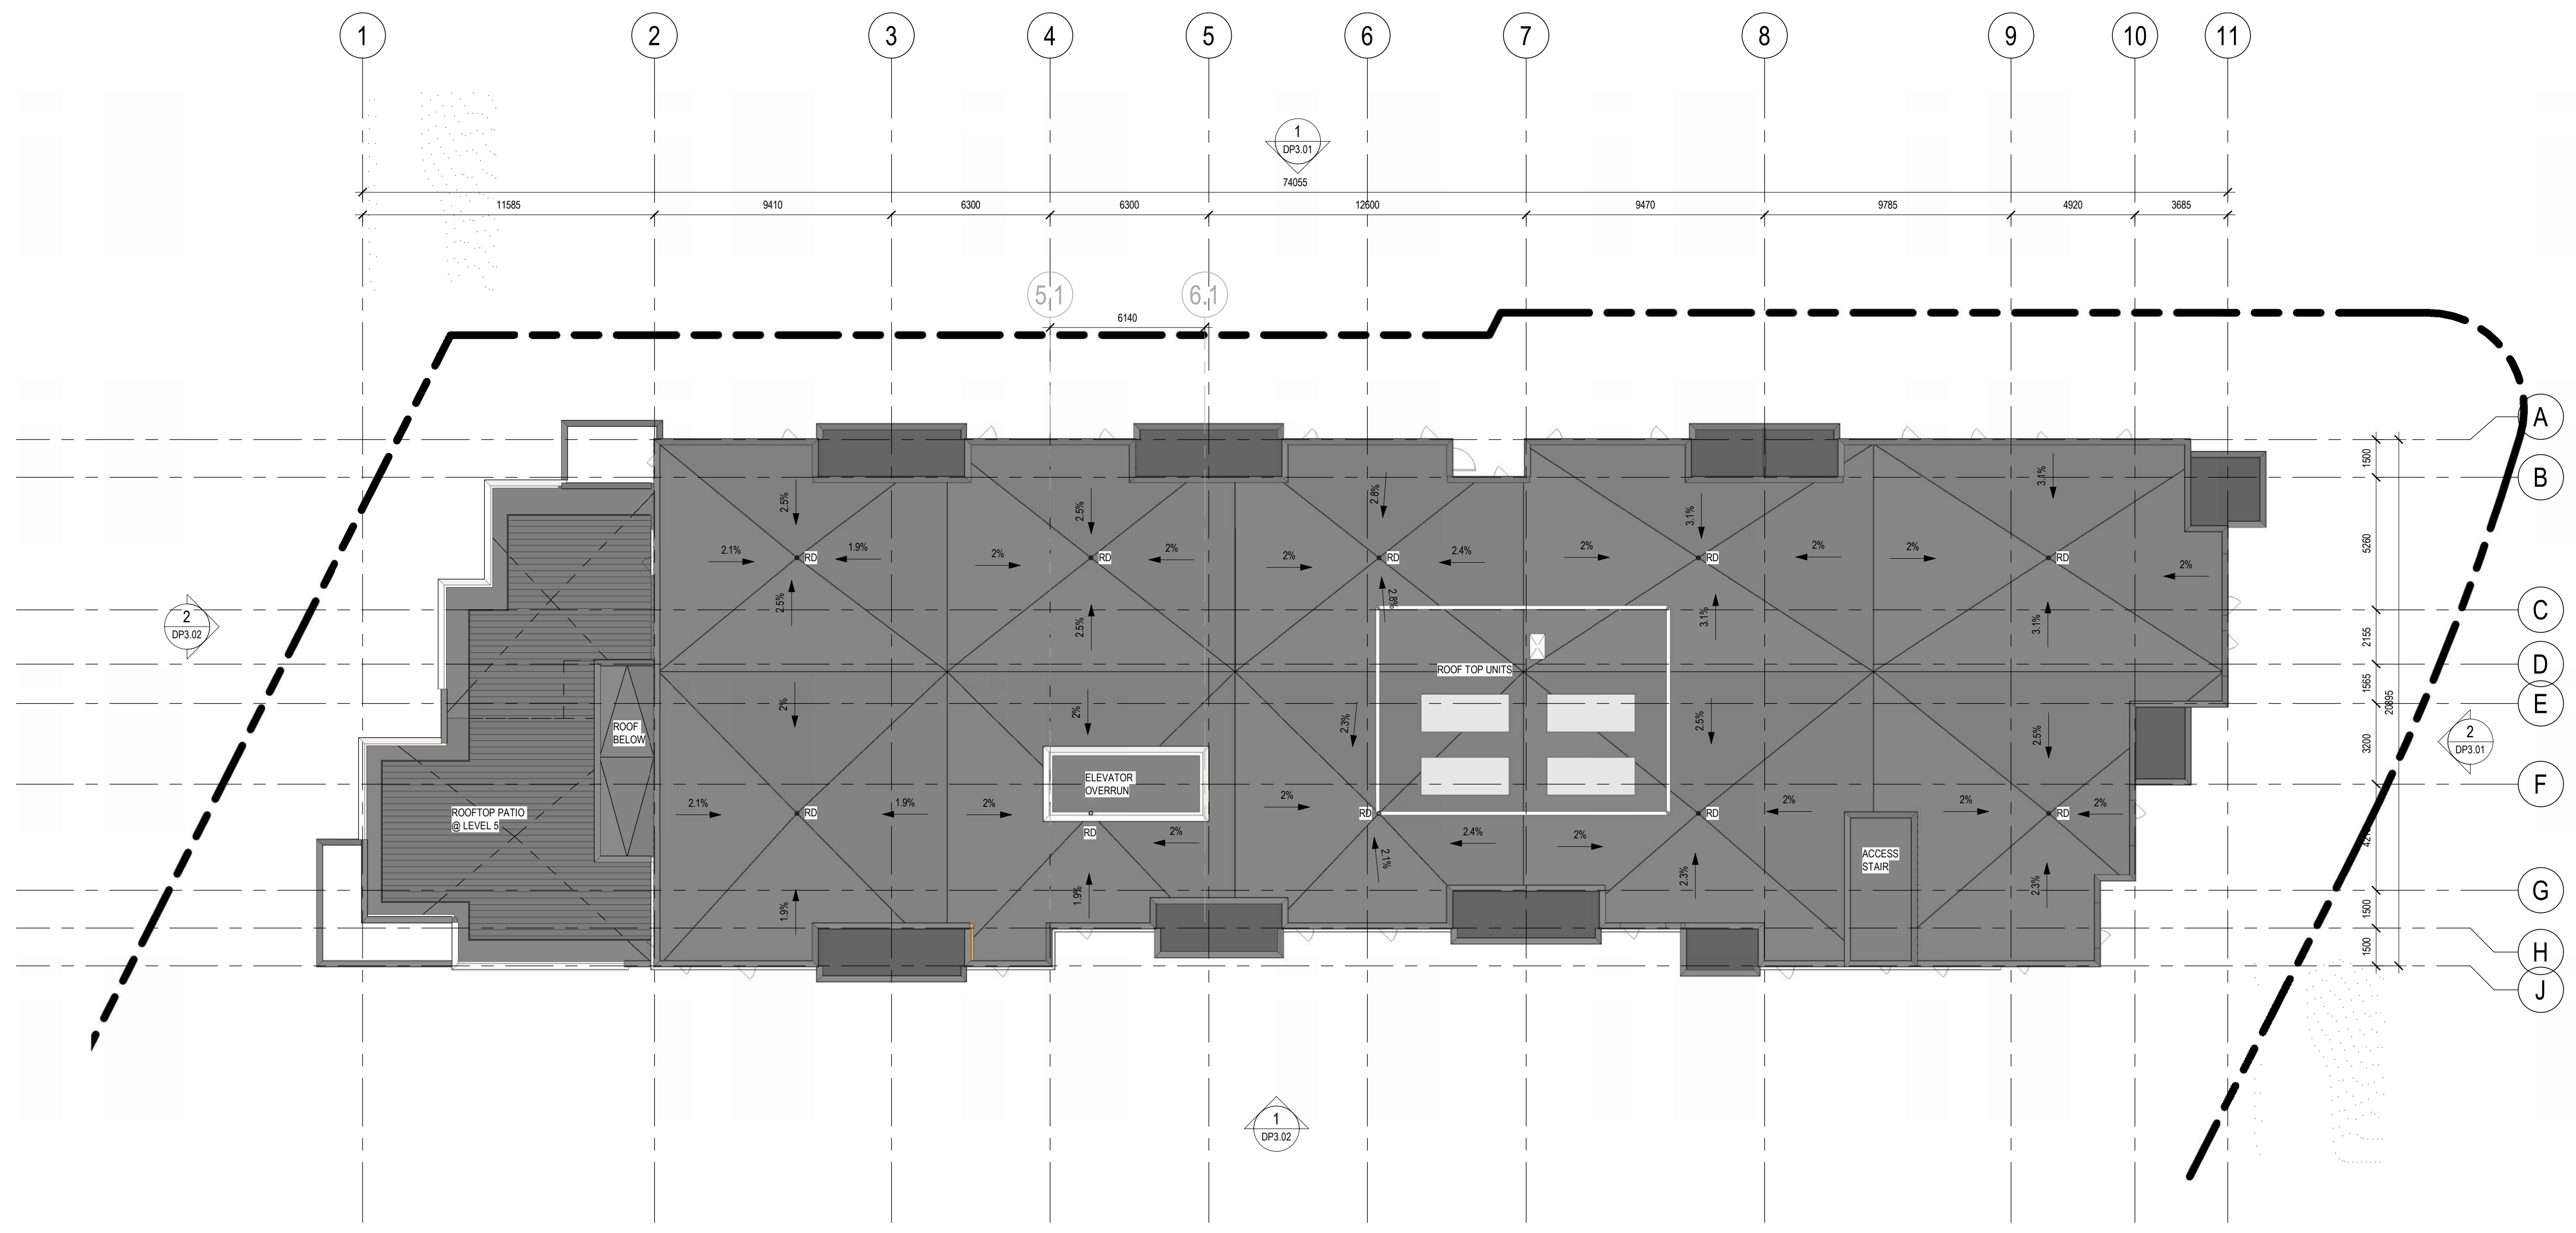 1 2 3 4 5 6 7 8 9 10 11
1
DP3.01
74055
11585 9410 6300 6300 12600 9470 9785 4920 3685
5.1 6.1
6140
A
B
1500
2.5% 2.5% 2.8% 3.1% 3.1%
5260
2.1% RD 1.9% 2% RD 2% 2% RD 2.4% 2% RD 2% 2% RD 2%
2.5% 2.5% 2.8% 3.1% 3.1%
C
2
DP3.02
2155
D
ROOF TOP UNITS
1565
E
20895
2% 2% 2.3% 2.5% 2.5%
ROOF
BELOW
3200
2
DP3.01
ELEVATOR
OVERRUN
F
ROOFTOP PATIO
@ LEVEL 5
2.1% RD 1.9% 2% 2% RD RD 2% 2% RD 2%
RD 2% 2.4% 2%
ACCESS
STAIR
2.1% 2.3% 2.3%
1.9% 1.9%
G
1500
H
1500
J
1
DP3.02